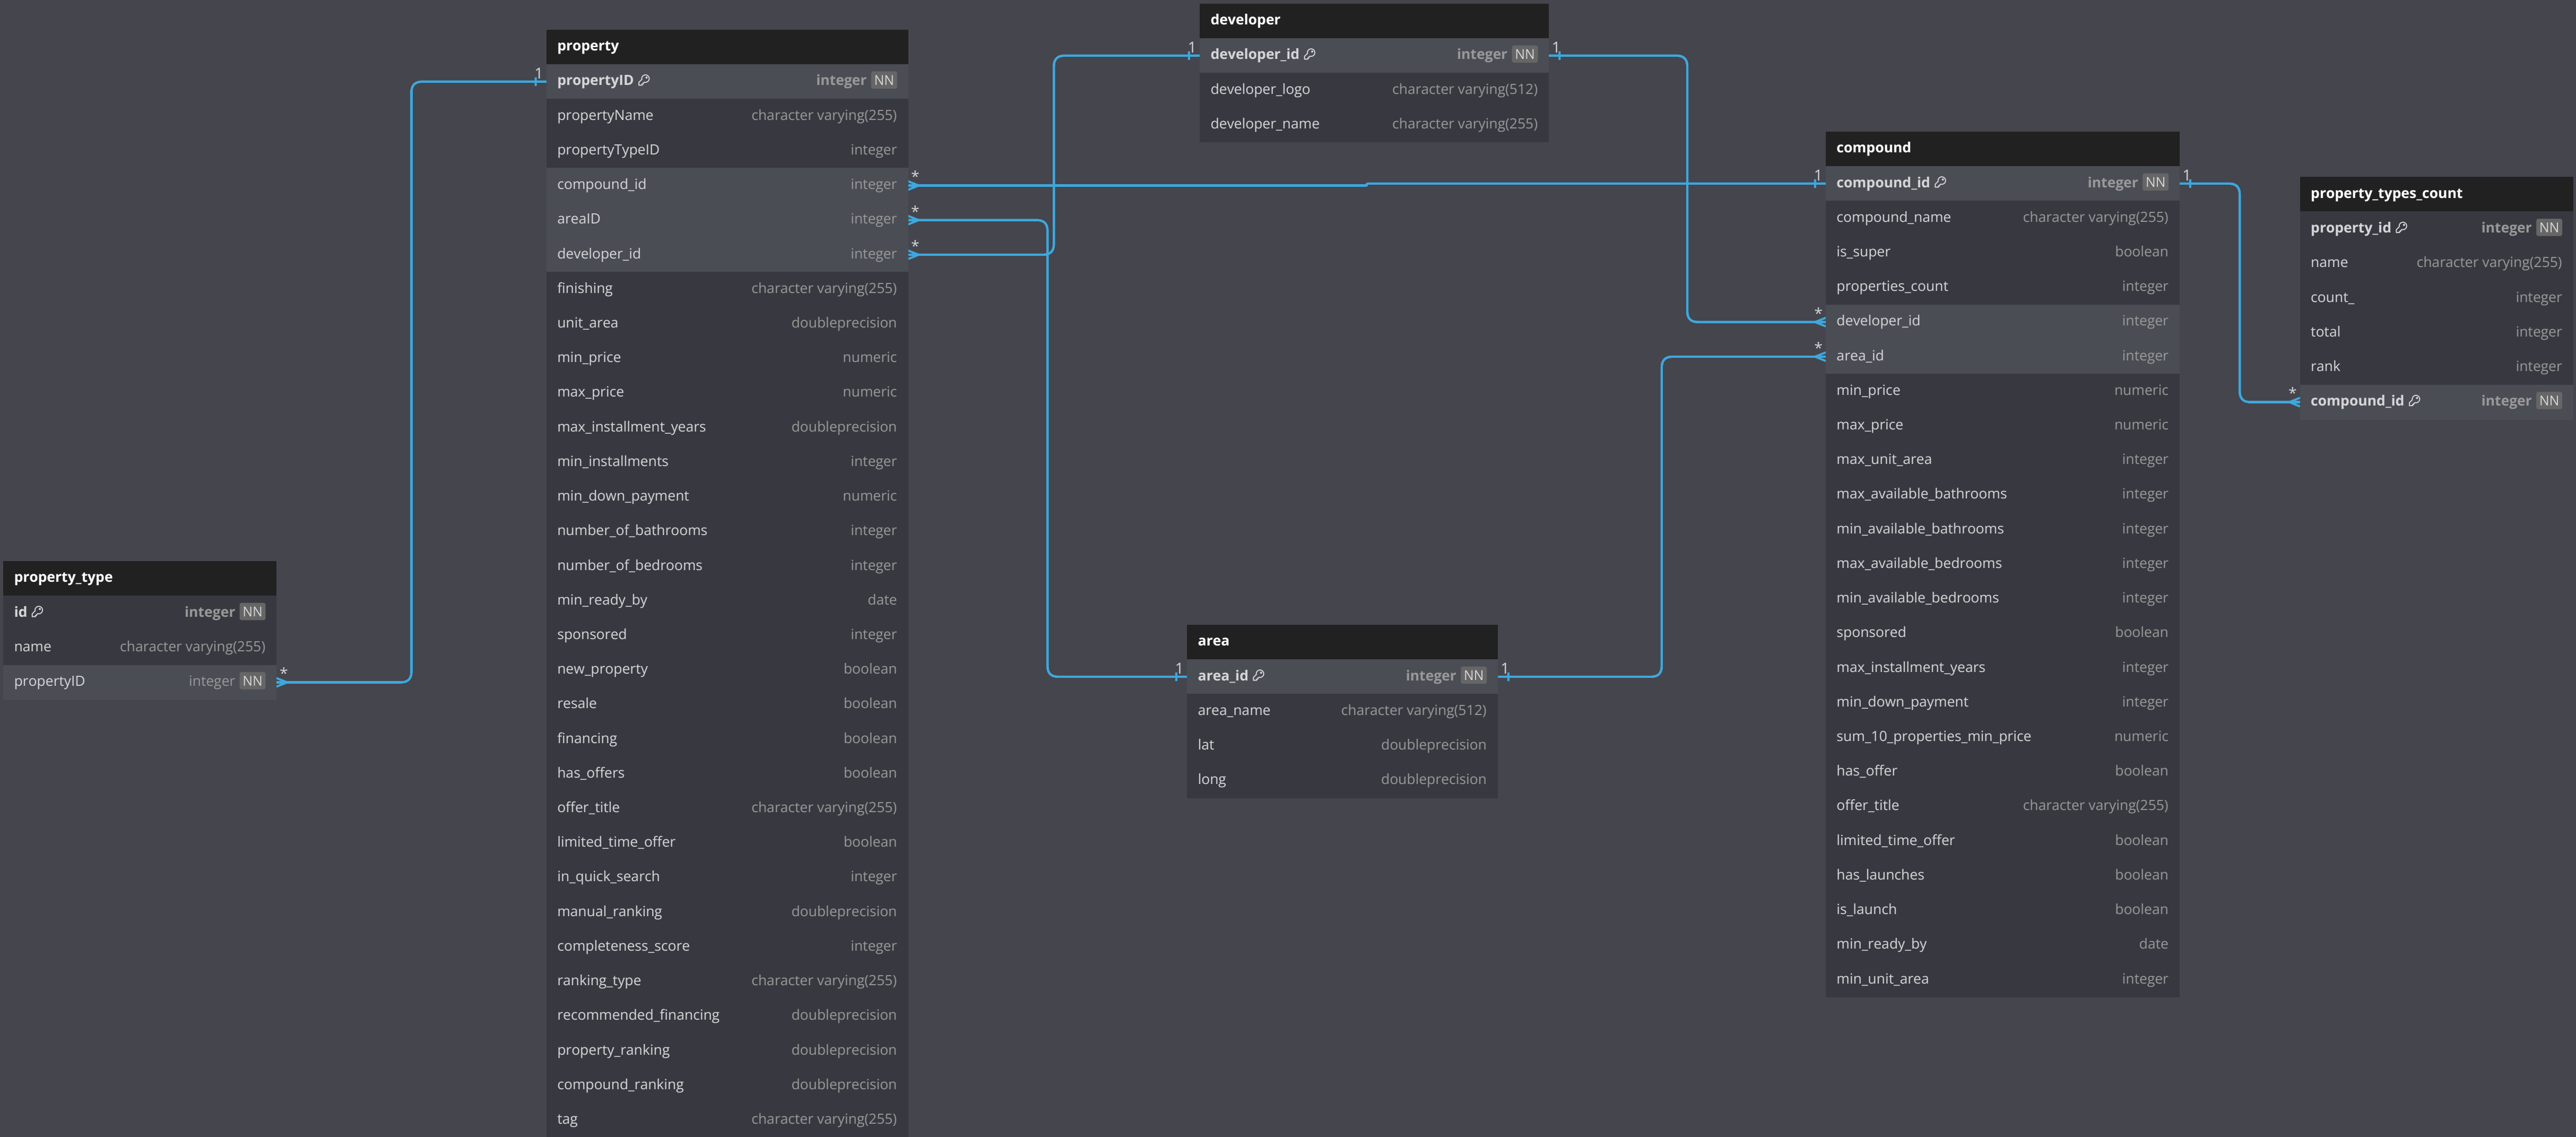 property
1
propertyID integer NN
propertyName character varying(255)
propertyTypeID integer
* compound_id integer
* areaID integer
* developer_id integer
finishing character varying(255)
unit_area doubleprecision
min_price numeric
max_price numeric
max_installment_years doubleprecision
min_installments integer
min_down_payment numeric
number_of_bathrooms integer
number_of_bedrooms integer
min_ready_by date
sponsored integer
new_property boolean
resale boolean
financing boolean
has_offers boolean
offer_title character varying(255)
limited_time_offer boolean
in_quick_search integer
manual_ranking doubleprecision
completeness_score integer
ranking_type character varying(255)
recommended_financing doubleprecision
property_ranking doubleprecision
compound_ranking doubleprecision
tag character varying(255)
property_type
id integer NN
name character varying(255)
propertyID integer NN *
developer
1 developer_id integer NN 1
developer_logo character varying(512)
developer_name character varying(255)
area
1 area_id integer NN 1
area_name character varying(512)
lat doubleprecision
long doubleprecision
compound
1 compound_id integer NN 1
compound_name character varying(255)
is_super boolean
properties_count integer
* developer_id integer
* area_id integer
min_price numeric
max_price numeric
max_unit_area integer
max_available_bathrooms integer
min_available_bathrooms integer
max_available_bedrooms integer
min_available_bedrooms integer
sponsored boolean
max_installment_years integer
min_down_payment integer
sum_10_properties_min_price numeric
has_offer boolean
offer_title character varying(255)
limited_time_offer boolean
has_launches boolean
is_launch boolean
min_ready_by date
min_unit_area integer
property_types_count
property_id integer NN
name character varying(255)
count_ integer
total integer
rank integer
* compound_id integer NN